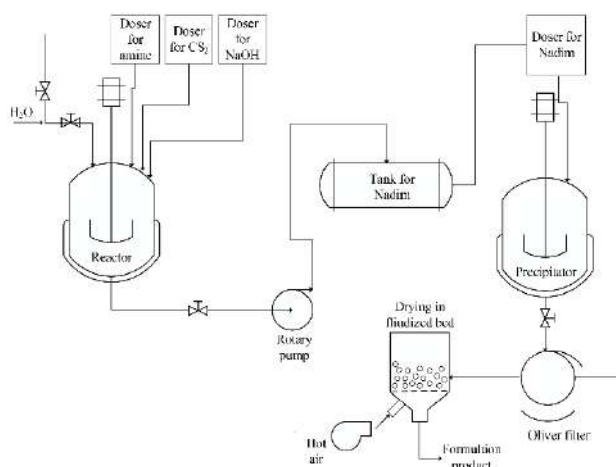 Doser
for
amine
Doser
for CS₂
Doser
for
NaOH
Doser for
Nadim
H₂O
Tank for
Nadim
Reactor
Precipitator
Rotary
pump
Drying in
fliudized bed
Hot
air
Formultion
product
Oliver filter